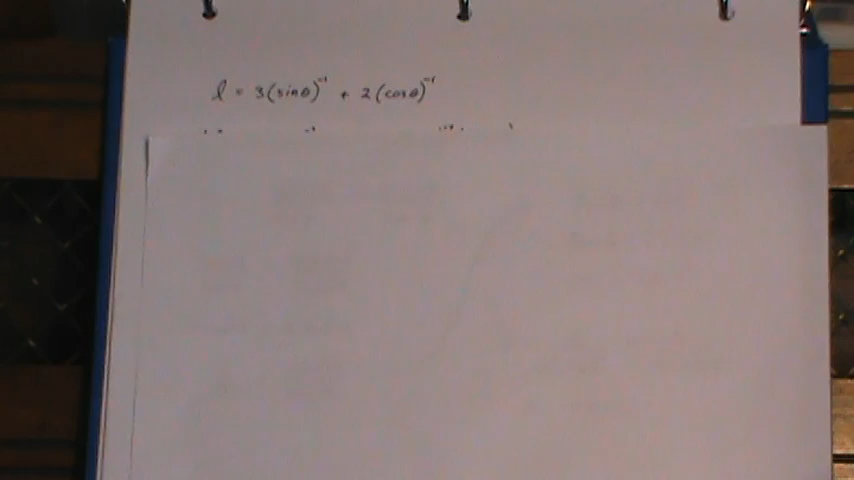 l = 3(sinθ)⁻¹ + 2(cosθ)⁻¹